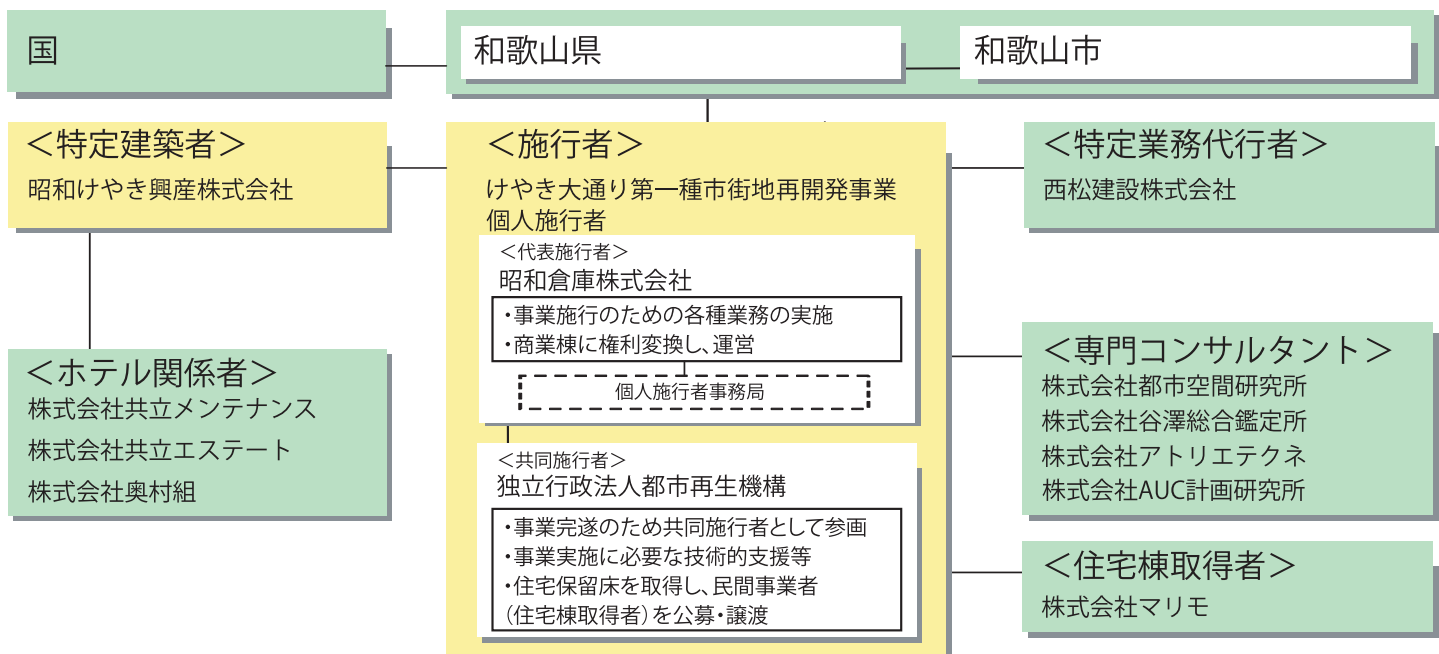 国
和歌山県
和歌山市
＜特定建築者＞
昭和けやき興産株式会社
＜ホテル関係者＞
株式会社共立メンテナンス
株式会社共立エステート
株式会社奥村組
＜施行者＞
けやき大通り第一種市街地再開発事業
個人施行者
＜代表施行者＞
昭和倉庫株式会社
・事業施行のための各種業務の実施
・商業棟に権利変換し、運営
個人施行者事務局
＜共同施行者＞
独立行政法人都市再生機構
・事業完遂のため共同施行者として参画
・事業実施に必要な技術的支援等
・住宅保留床を取得し、民間事業者
（住宅棟取得者）を公募・譲渡
＜特定業務代行者＞
西松建設株式会社
＜専門コンサルタント＞
株式会社都市空間研究所
株式会社谷澤総合鑑定所
株式会社アトリエテクネ
株式会社AUC計画研究所
＜住宅棟取得者＞
株式会社マリモ